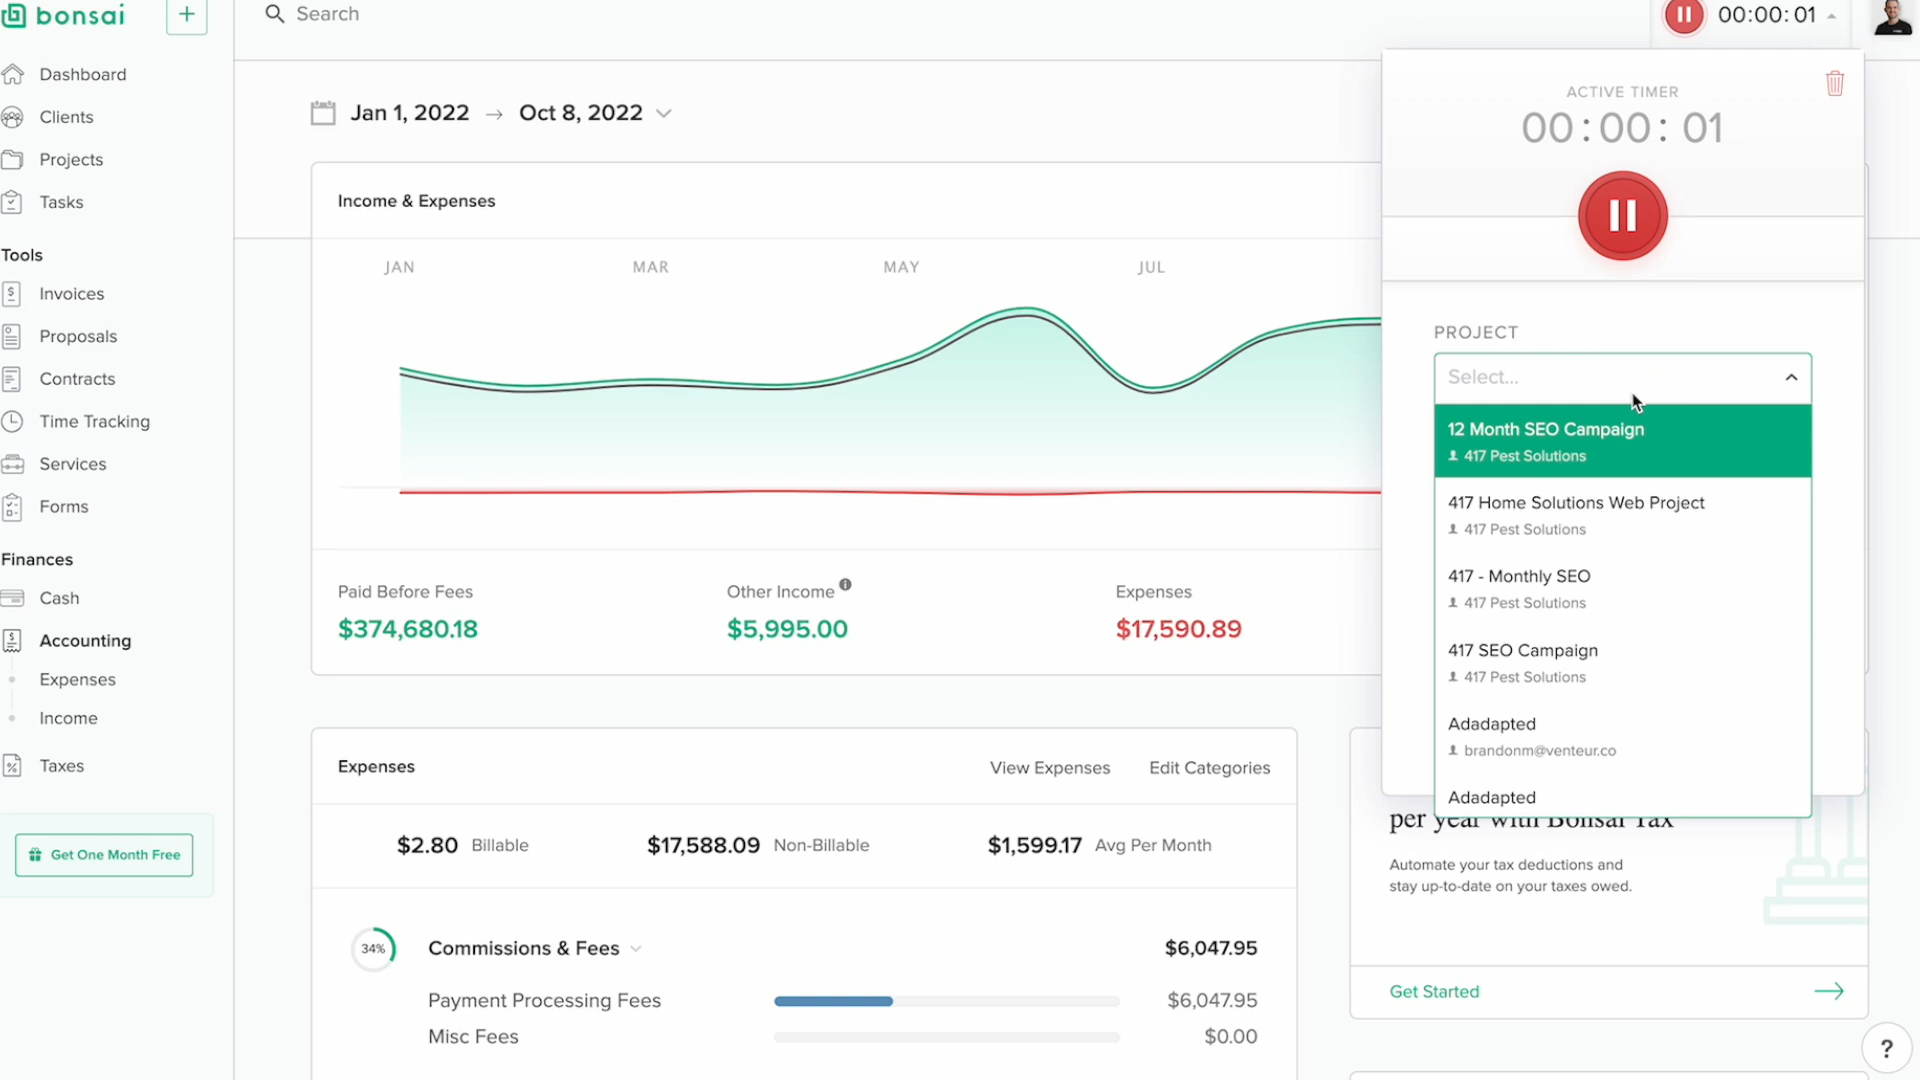 bonsai
+
Search
00:00:01
Dashboard
Clients
Projects
Tasks
Tools
Invoices
Proposals
Contracts
Time Tracking
Services
Forms
Finances
Cash
Accounting
Expenses
Income
Taxes
Get One Month Free
Jan 1, 2022 → Oct 8, 2022
Income & Expenses
JAN MAR MAY JUL
Paid Before Fees
$374,680.18
Other Income
$5,995.00
Expenses
$17,590.89
Expenses
View Expenses
Edit Categories
$2.80 Billable
$17,588.09 Non-Billable
$1,599.17 Avg Per Month
34%
Commissions & Fees
$6,047.95
Payment Processing Fees
$6,047.95
Misc Fees
$0.00
ACTIVE TIMER
00:00:01
PROJECT
Select...
12 Month SEO Campaign
417 Pest Solutions
417 Home Solutions Web Project
417 Pest Solutions
417 - Monthly SEO
417 Pest Solutions
417 SEO Campaign
417 Pest Solutions
Adadapted
brandonm@venteur.co
Adadapted
per year with Bonsai Tax
Automate your tax deductions and
stay up-to-date on your taxes owed.
Get Started
?